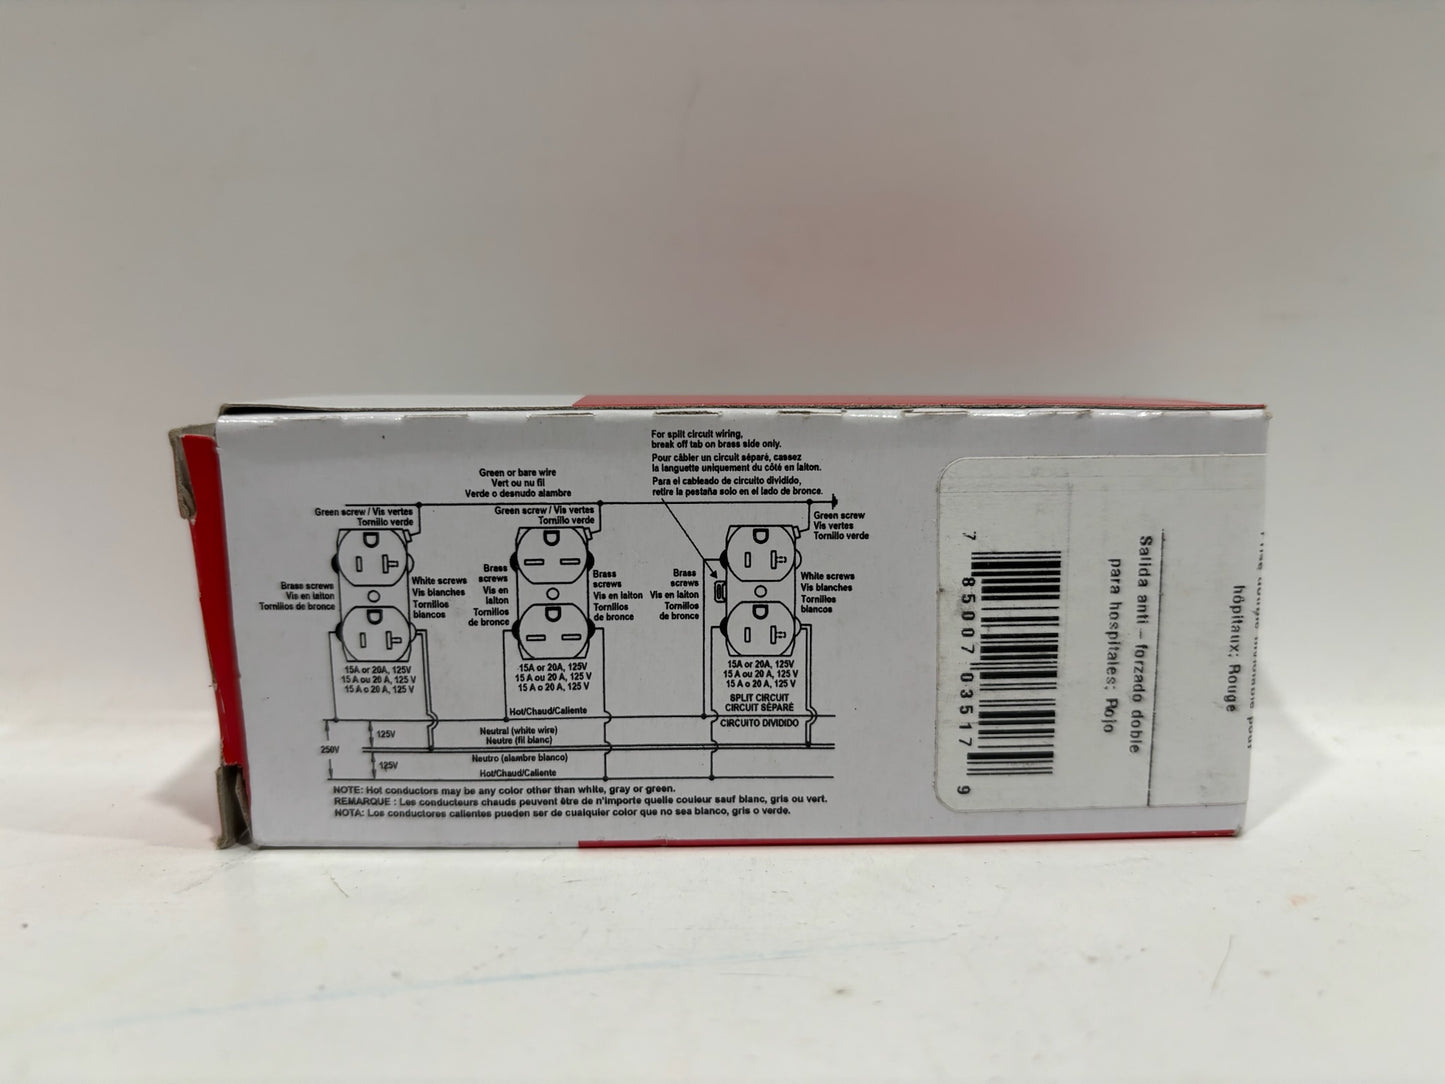 For split circuit wiring,
break off tab on brass side only.
Pour câbler un circuit séparé, cassez
la languette uniquement du côté en laiton.
Para el cableado de circuito dividido,
retire la pestaña solo en el lado de bronce.
Green or bare wire
Vert ou nu fil
Verde o desnudo alambre
Green screw / Vis vertes
Tornillo verde
Green screw / Vis vertes
Tornillo verde
Green screw
Vis vertes
Tornillo verde
Brass screws
Vis en laiton
Tornillos de bronce
White screws
Vis blanches
Tornillos
blancos
Brass
screws
Vis en
laiton
Tornillos
de bronce
Brass
screws
Vis en laiton
Tornillos
de bronce
Brass
screws
Vis en laiton
Tornillos
de bronce
White screws
Vis blanches
Tornillos
blancos
15A or 20A, 125V
15 A ou 20 A, 125 V
15 A o 20 A, 125 V
15A or 20A, 125V
15 A ou 20 A, 125 V
15 A o 20 A, 125 V
15A or 20A, 125V
15 A ou 20 A, 125 V
15 A o 20 A, 125 V
SPLIT CIRCUIT
CIRCUIT SÉPARÉ
CIRCUITO DIVIDIDO
Hot/Chaud/Caliente
250V
125V
125V
Neutral (white wire)
Neutre (fil blanc)
Neutro (alambre blanco)
Hot/Chaud/Caliente
NOTE: Hot conductors may be any color other than white, gray or green.
REMARQUE : Les conducteurs chauds peuvent être de n'importe quelle couleur sauf blanc, gris ou vert.
NOTA: Los conductores calientes pueden ser de cualquier color que no sea blanco, gris o verde.
hôpitaux; Rouge
Salida anti - forzado doble
para hospitales; Rojo
7 85007 03517 9